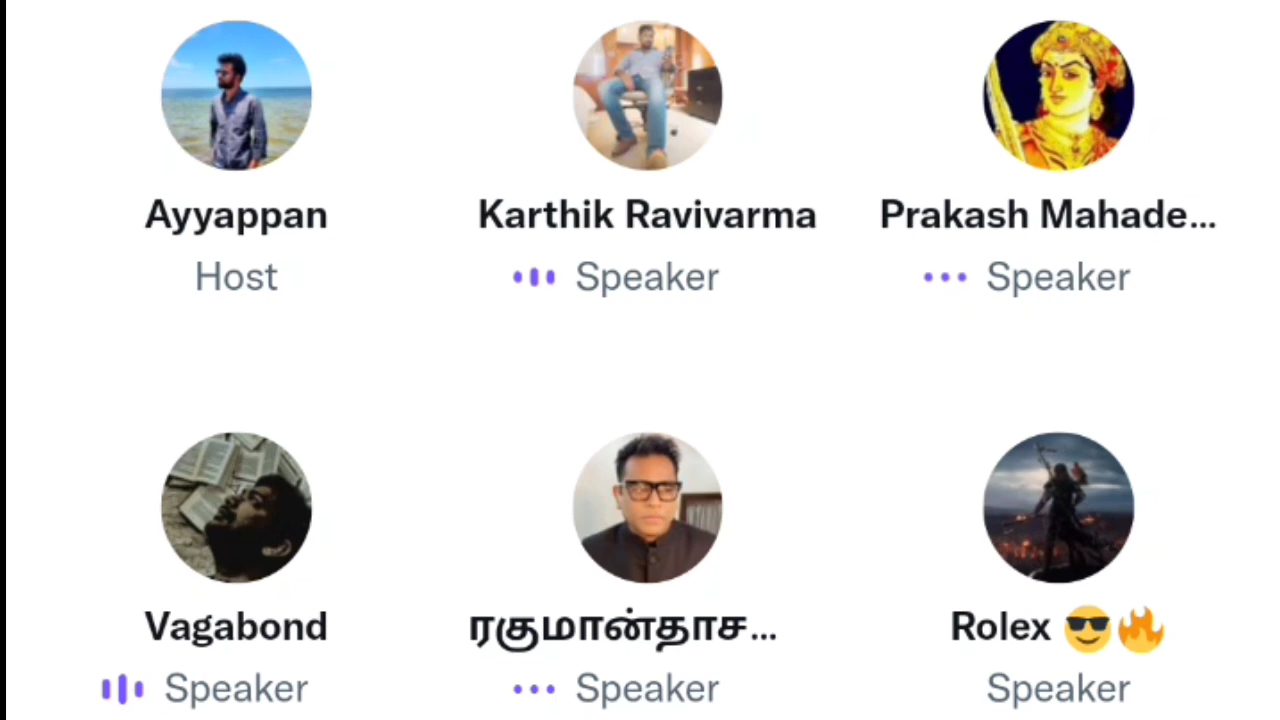 Ayyappan
Karthik Ravivarma
Prakash Mahade...
Host
Speaker
Speaker
Vagabond
ரகுமான்தாச...
Rolex 😎🔥
Speaker
Speaker
Speaker